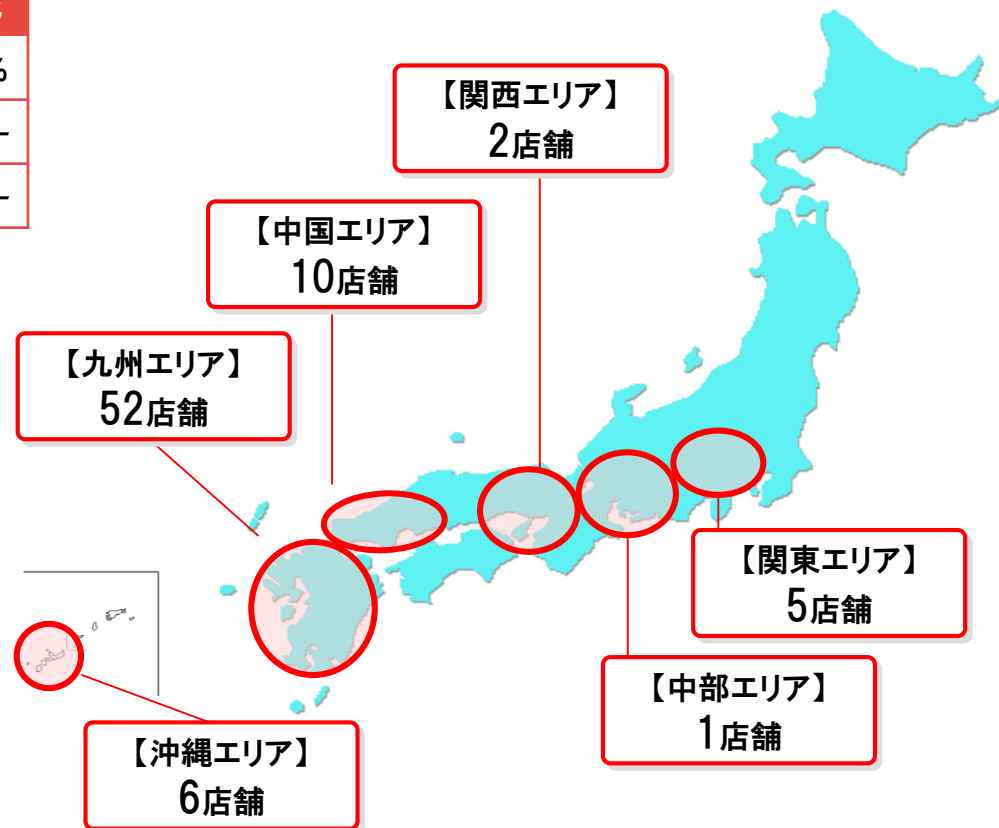 %
-
-
【関西エリア】
2店舗
【中国エリア】
10店舗
【九州エリア】
52店舗
【関東エリア】
5店舗
【中部エリア】
1店舗
【沖縄エリア】
6店舗